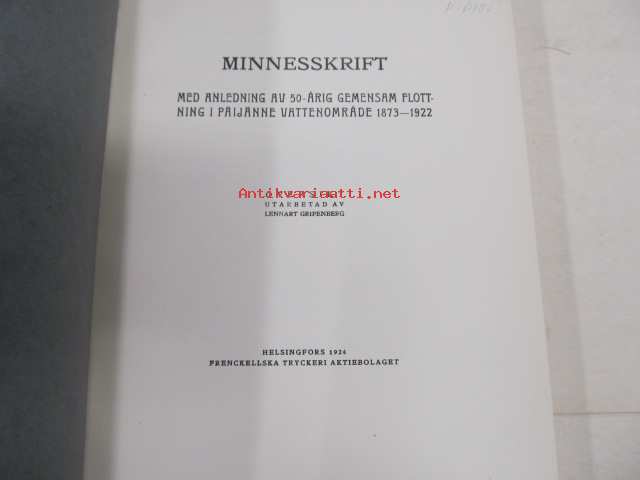 MINNESSKRIFT
MED ANLEDNING AV 50-ÅRIG GEMENSAM FLOTT-
NING I PÄIJÄNNE VATTENOMRÅDE 1873—1922
Antikvariaatti.net
UTARBETAD AV
LENNART GRIPENBERG
HELSINGFORS 1924
FRENCKELLSKA TRYCKERI AKTIEBOLAGET